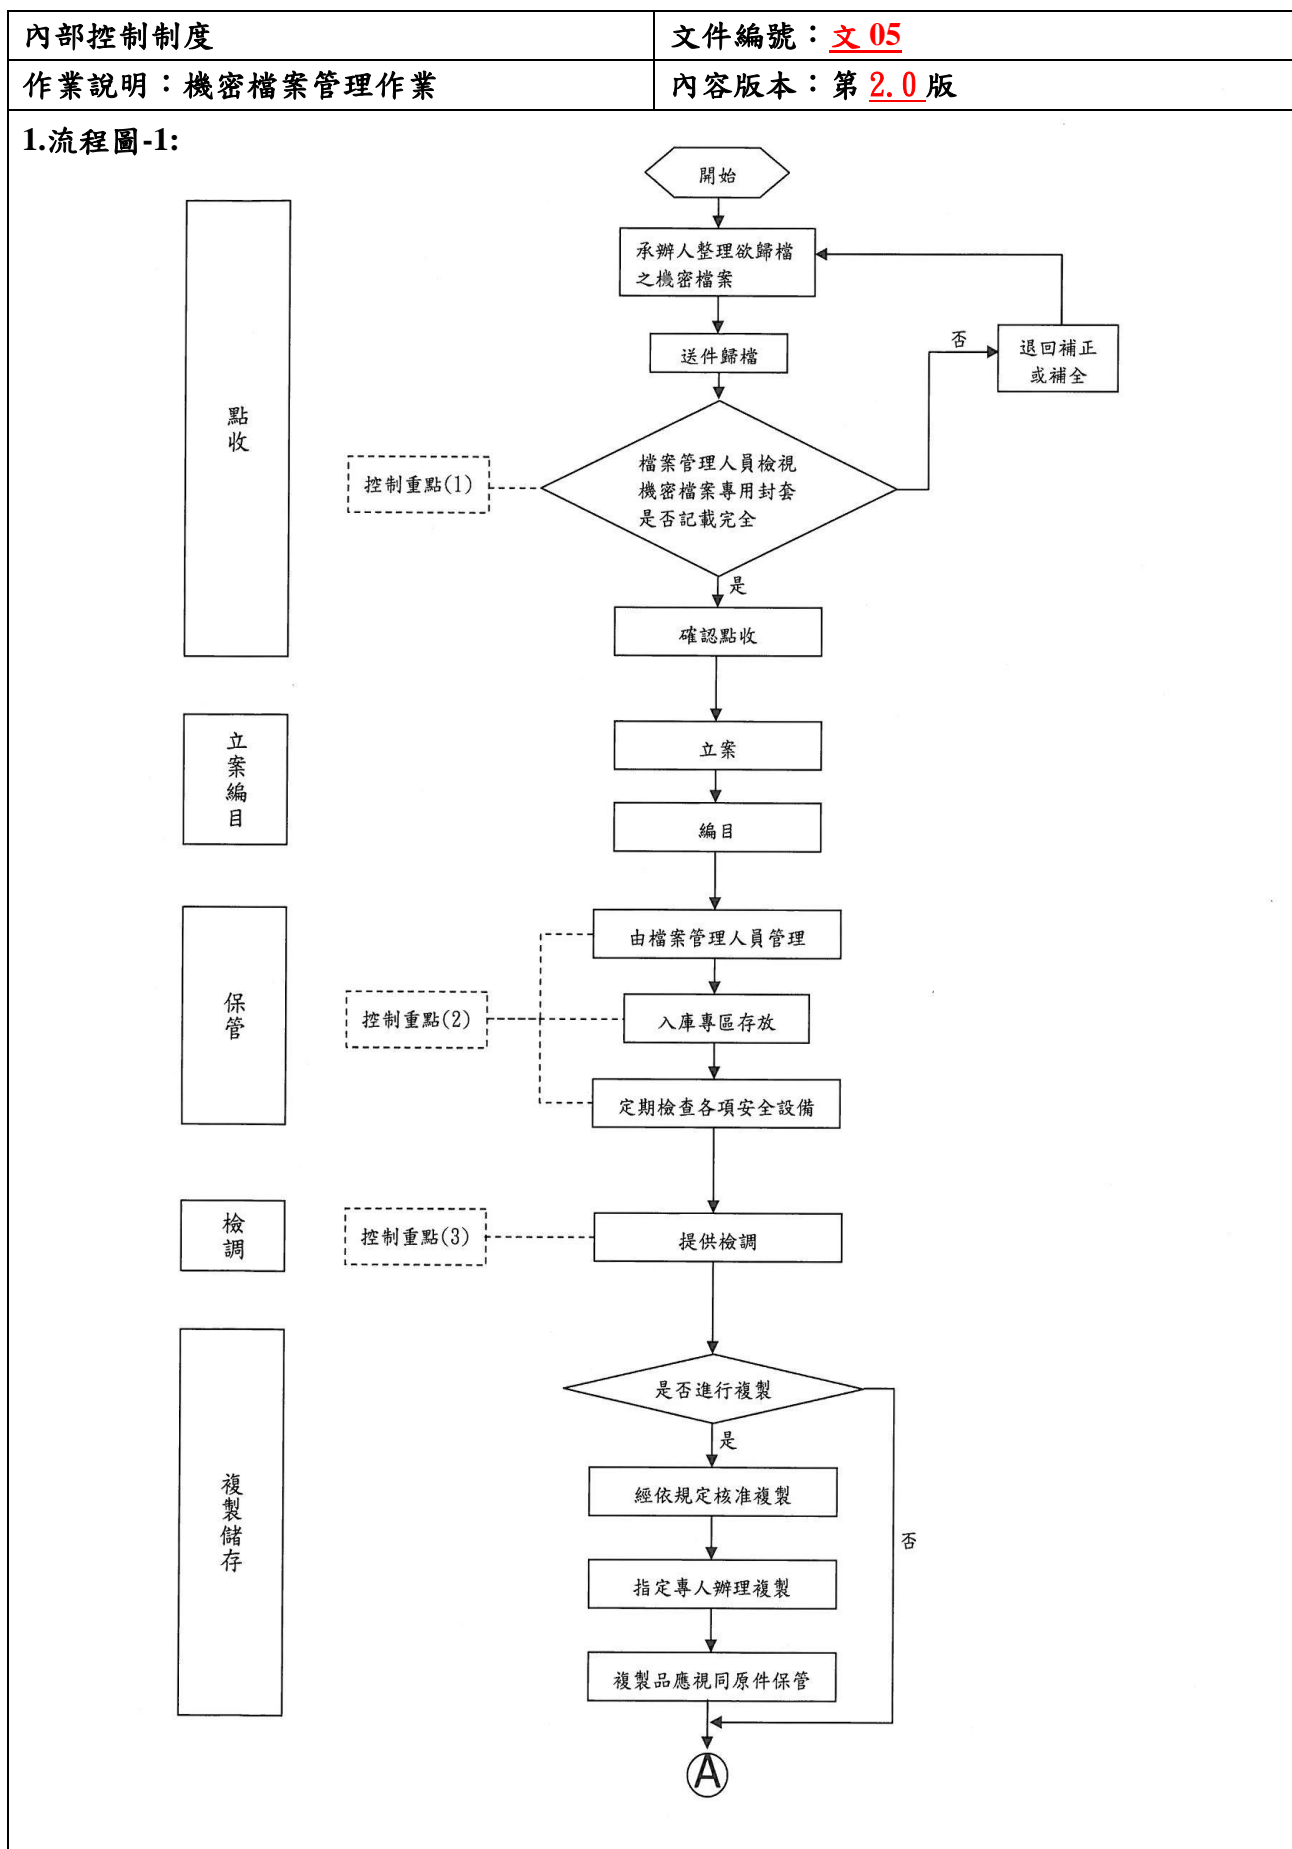 內部控制制度
文件編號：文 05
作業說明：機密檔案管理作業
內容版本：第 2.0 版
1.流程圖-1:
開始
承辦人整理欲歸檔
之機密檔案
送件歸檔
否
退回補正
或補全
點收
控制重點(1)
檔案管理人員檢視
機密檔案專用封套
是否記載完全
是
確認點收
立案編目
立案
編目
保管
控制重點(2)
由檔案管理人員管理
入庫專區存放
定期檢查各項安全設備
檢調
控制重點(3)
提供檢調
複製儲存
是否進行複製
是
否
經依規定核准複製
指定專人辦理複製
複製品應視同原件保管
A